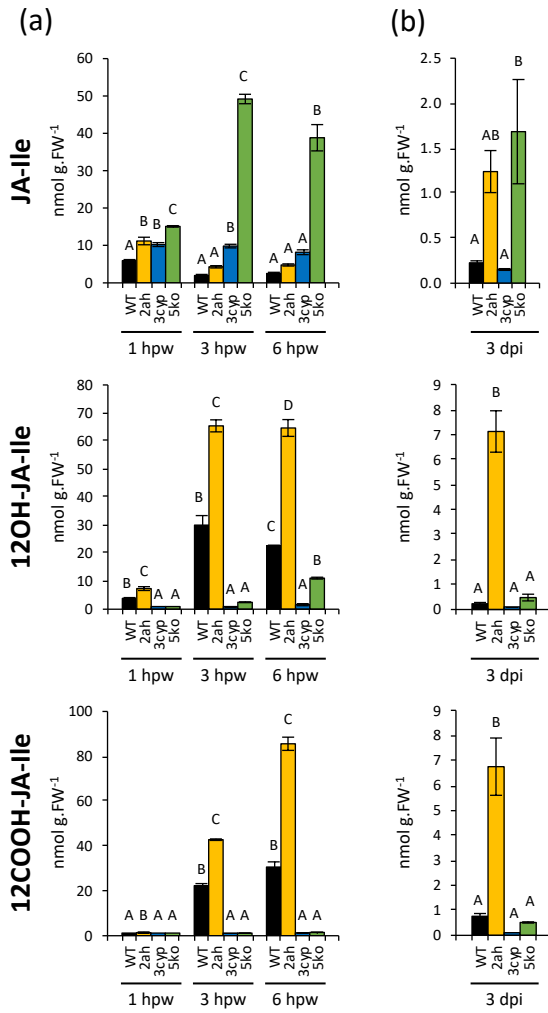 (a)
(b)
JA-Ile
nmol g.FW-1
60
50
40
30
20
10
0
A B B C
A A B C
A A A B
WT 2ah 3cyp 5ko
WT 2ah 3cyp 5ko
WT 2ah 3cyp 5ko
1 hpw
3 hpw
6 hpw
nmol g.FW-1
2.5
2.0
1.5
1.0
0.5
0.0
A AB A B
WT 2ah 3cyp 5ko
3 dpi
12OH-JA-Ile
nmol g.FW-1
80
70
60
50
40
30
20
10
0
B C A A
B C A A
C D A B
WT 2ah 3cyp 5ko
WT 2ah 3cyp 5ko
WT 2ah 3cyp 5ko
1 hpw
3 hpw
6 hpw
nmol g.FW-1
9
8
7
6
5
4
3
2
1
0
A B A A
WT 2ah 3cyp 5ko
3 dpi
12COOH-JA-Ile
nmol g.FW-1
100
80
60
40
20
0
A B A A
B C A A
B C A A
WT 2ah 3cyp 5ko
WT 2ah 3cyp 5ko
WT 2ah 3cyp 5ko
1 hpw
3 hpw
6 hpw
nmol g.FW-1
9
8
7
6
5
4
3
2
1
0
A B A A
WT 2ah 3cyp 5ko
3 dpi